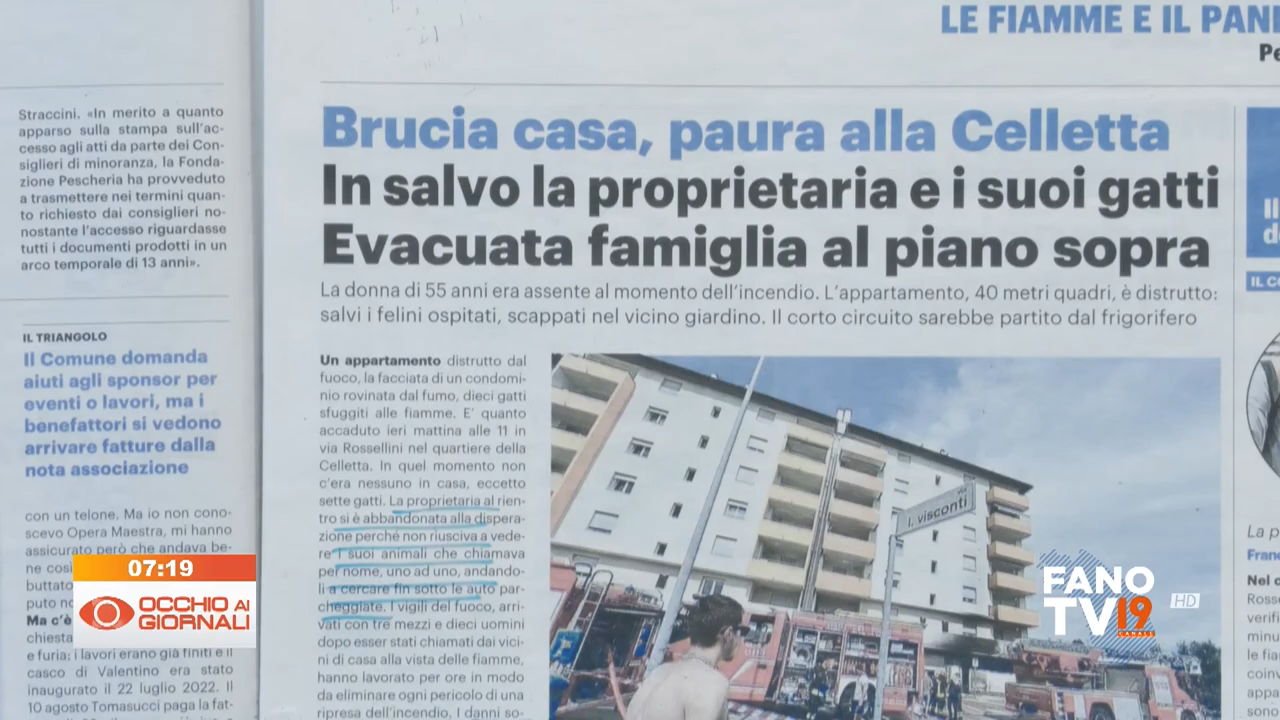 LE FIAMME E IL
Straccini. «In merito a quanto
apparso sulla stampa sull'ac-
cesso agli atti da parte dei Con-
siglieri di minoranza, la Fonda-
zione Pescheria ha provveduto
a trasmettere nei termini quan-
to richiesto dai consiglieri no-
nostante l'accesso riguardasse
tutti i documenti prodotti in un
arco temporale di 13 anni».
IL TRIANGOLO
Il Comune domanda
aiuti agli sponsor per
eventi o lavori, ma i
benefattori si vedono
arrivare fatture dalla
nota associazione
con un telone. Ma io non cono-
scevo Opera Maestra, mi hanno
assicurato però che andava be-
ne così
buttato
puto
Ma c'è
chiesta
e furia: i lavori erano già finiti e il
casco di Valentino era stato
inaugurato il 22 luglio 2022. Il
10 agosto Tomasucci paga la fat-
Brucia casa, paura alla Celletta
In salvo la proprietaria e i suoi gatti
Evacuata famiglia al piano sopra
La donna di 55 anni era assente al momento dell'incendio. L'appartamento, 40 metri quadri, è distrutto:
salvi i felini ospitati, scappati nel vicino giardino. Il corto circuito sarebbe partito dal frigorifero
Un appartamento distrutto dal
fuoco, la facciata di un condomi-
nio rovinata dal fumo, dieci gatti
sfuggiti alle fiamme. E' quanto
accaduto ieri mattina alle 11 in
via Rossellini nel quartiere della
Celletta. In quel momento non
c'era nessuno in casa, eccetto
sette gatti. La proprietaria al rien-
tro si è abbandonata alla dispera-
zione perché non riusciva a vede-
re i suoi animali che chiamava
per nome, uno ad uno, andando-
li a cercare fin sotto le auto par-
cheggiate. I vigili del fuoco, arri-
vati con tre mezzi e dieci uomini
dopo esser stati chiamati dai vici-
ni di casa alla vista delle fiamme,
hanno lavorato per ore in modo
da eliminare ogni pericolo di una
ripresa dell'incendio. I danni so-
l. visconti
Il
IL
La
Nel
07:19
OCCHIO AI
GIORNALI
FANO
TV19
CANALE
HD